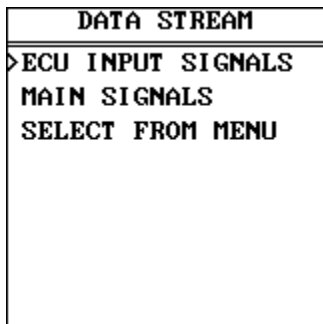 DATA STREAM
>ECU INPUT SIGNALS
MAIN SIGNALS
SELECT FROM MENU